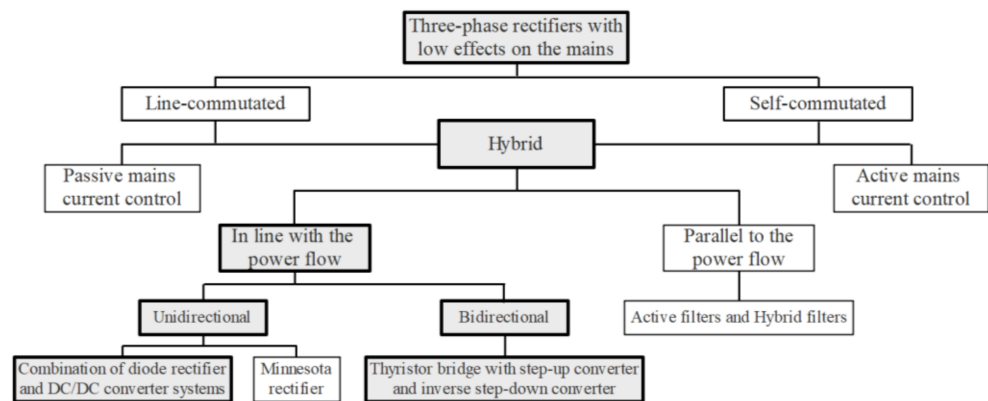 Three-phase rectifiers with
low effects on the mains
Line-commutated
Self-commutated
Hybrid
Passive mains
current control
Active mains
current control
In line with the
power flow
Parallel to the
power flow
Unidirectional
Bidirectional
Active filters and Hybrid filters
Combination of diode rectifier
and DC/DC converter systems
Minnesota
rectifier
Thyristor bridge with step-up converter
and inverse step-down converter